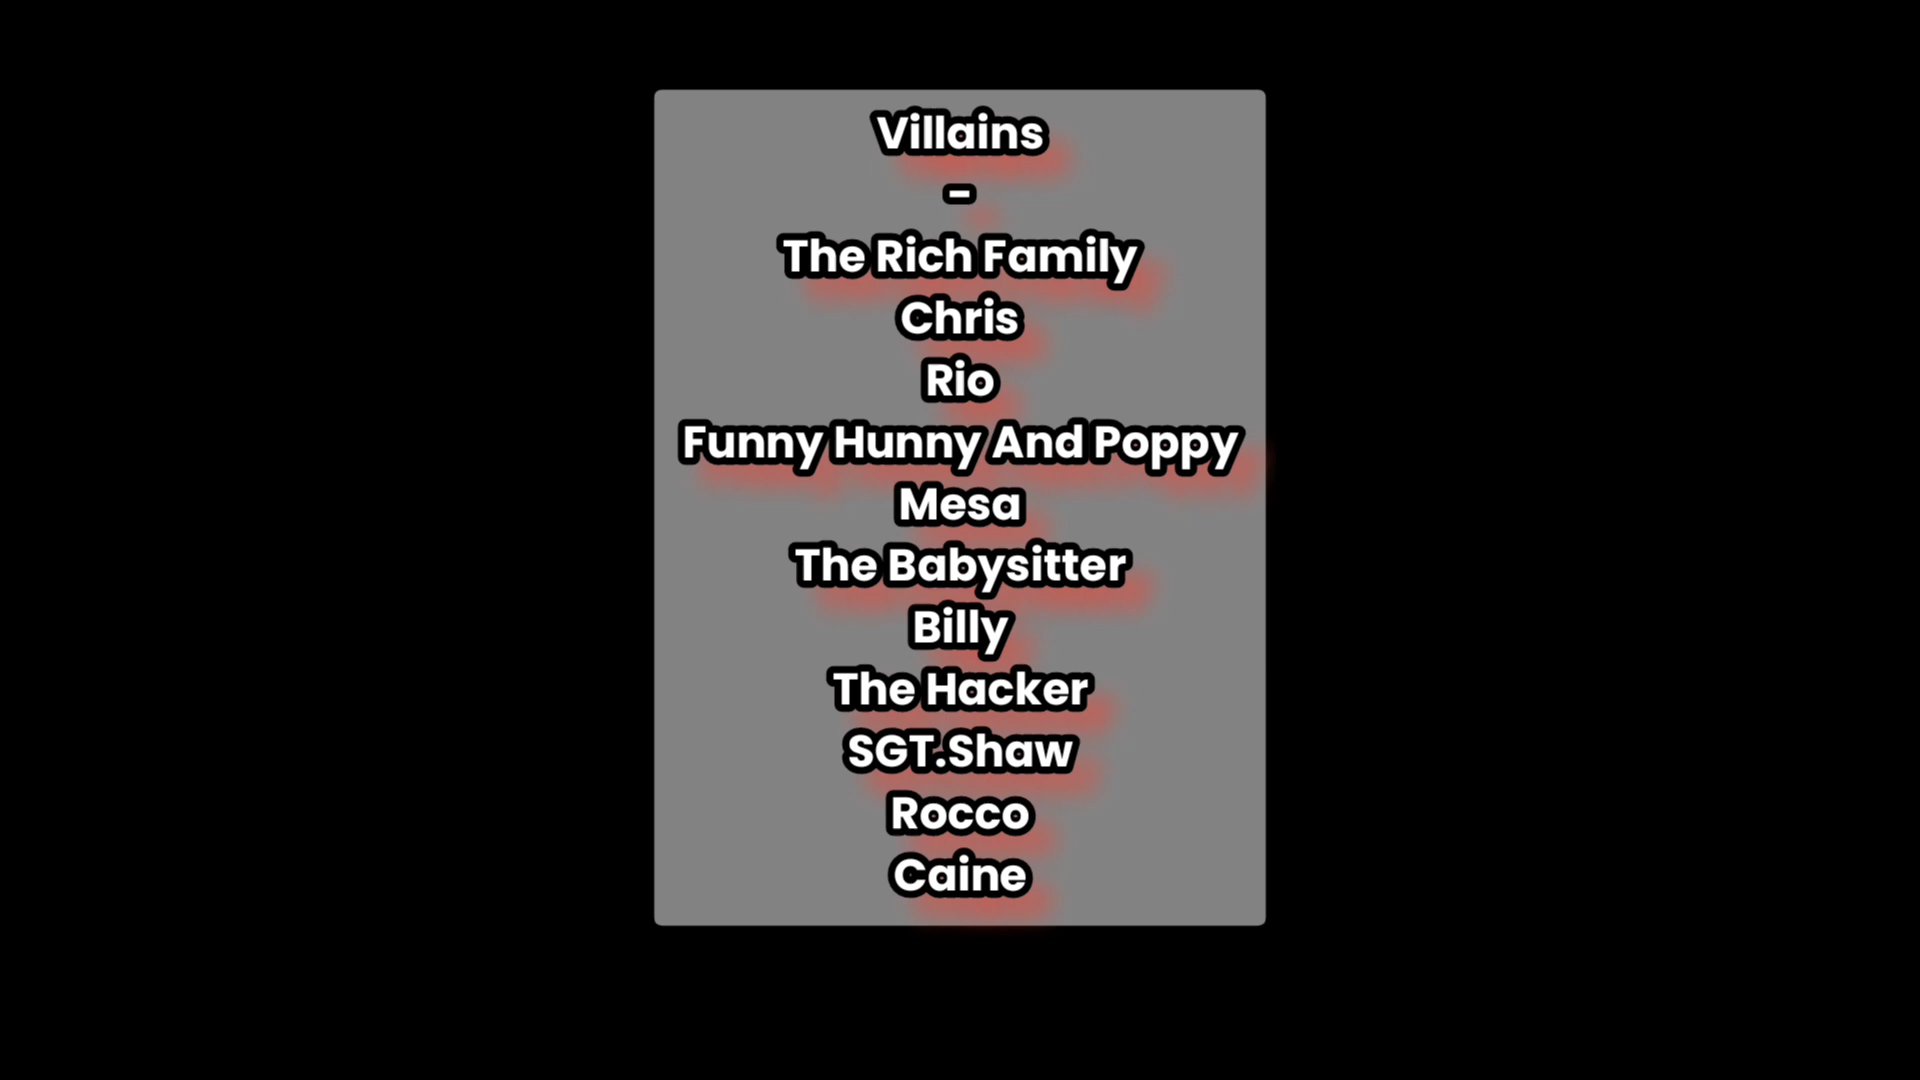 Villains
-
The Rich Family
Chris
Rio
Funny Hunny And Poppy
Mesa
The Babysitter
Billy
The Hacker
SGT.Shaw
Rocco
Caine